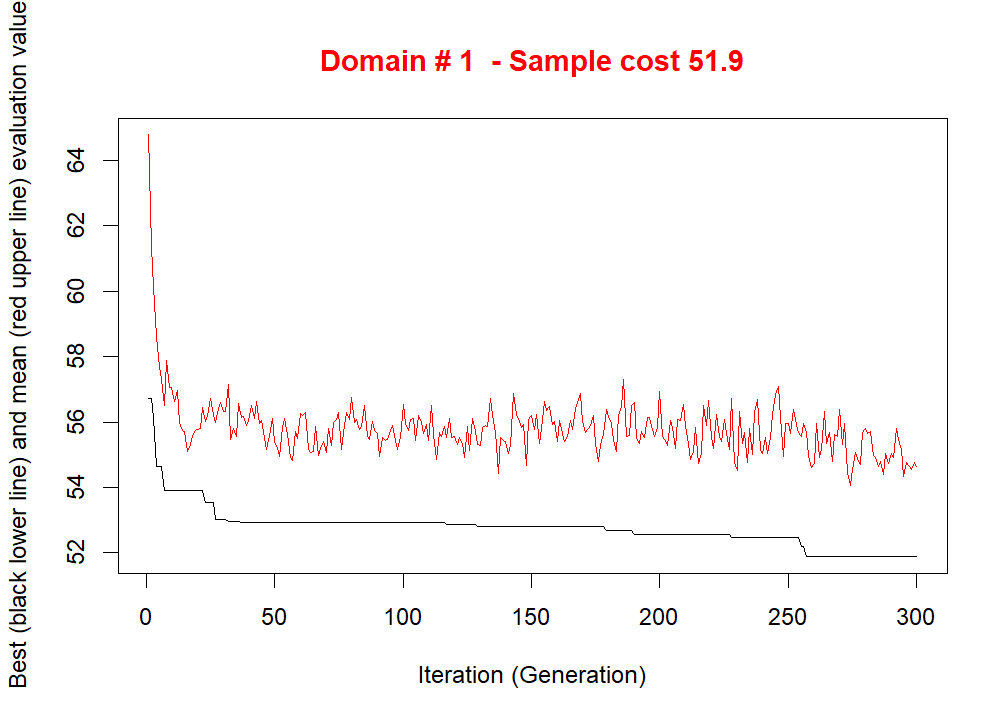 Domain # 1  - Sample cost 51.9
Best (black lower line) and mean (red upper line) evaluation value
64
62
60
58
56
54
52
0 50 100 150 200 250 300
Iteration (Generation)